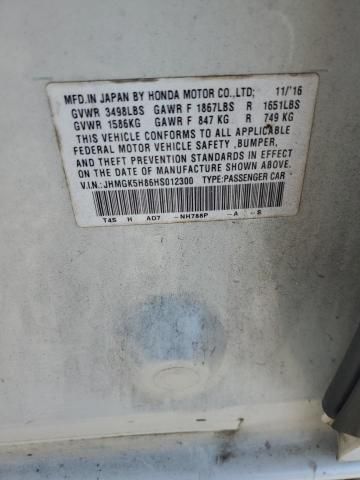 MFD.IN JAPAN BY HONDA MOTOR CO.,LTD; 11/'16
GVWR 3498LBS GAWR F 1867LBS R 1651LBS
GVWR 1586KG GAWR F 847 KG R 749 KG
THIS VEHICLE CONFORMS TO ALL APPLICABLE
FEDERAL MOTOR VEHICLE SAFETY ,BUMPER,
AND THEFT PREVENTION STANDARDS IN
EFFECT ON THE DATE OF
MANUFACTURE SHOWN ABOVE.
V.I.N.: JHMGK5H86HS012300 TYPE:PASSENGER CAR
T4S H AD7 -NH788P -A -S